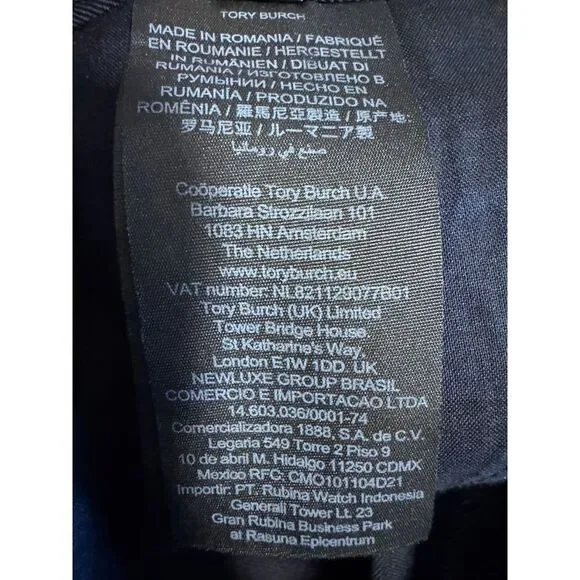 TORY BURCH
MADE IN ROMANIA / FABRIQUÉ
EN ROUMANIE / HERGESTELLT
IN RUMÄNIEN / DIBUAT DI
RUMANIA / ИЗГОТОВЛЕНО В
РУМЫНИИ / HECHO EN
RUMANÍA / PRODUZIDO NA
ROMÊNIA / 羅馬尼亞製造 / 原产地:
罗马尼亚 / ルーマニア製
صنع في رومانيا
Coöperatie Tory Burch U.A.
Barbara Strozzilaan 101
1083 HN Amsterdam
The Netherlands
www.toryburch.eu
VAT number: NL821129077B01
Tory Burch (UK) Limited
Tower Bridge House,
St Katharine's Way,
London E1W 1DD. UK
NEWLUXE GROUP BRASIL
COMERCIO E IMPORTACAO LTDA
14.603.036/0001-74
Comercializadora 1888, S.A. de C.V.
Legaria 549 Torre 2 Piso 9
10 de abril M. Hidalgo 11250 CDMX
Mexico RFC: CMO101104D21
Importir: PT. Rubina Watch Indonesia
Generali Tower Lt. 23
Gran Rubina Business Park
at Rasuna Epicentrum